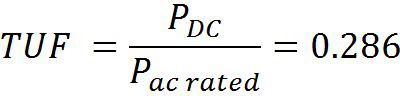 TUF = P_DC / P_ac rated = 0.286